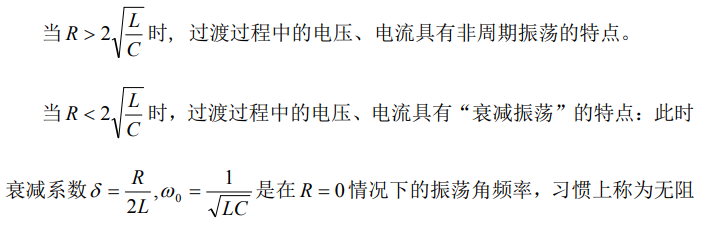 当 $R > 2\sqrt{\frac{L}{C}}$ 时, 过渡过程中的电压、电流具有非周期振荡的特点。
当 $R < 2\sqrt{\frac{L}{C}}$ 时，过渡过程中的电压、电流具有“衰减振荡”的特点：此时
衰减系数 $\delta = \frac{R}{2L}, \omega_0 = \frac{1}{\sqrt{LC}}$ 是在 $R = 0$ 情况下的振荡角频率，习惯上称为无阻